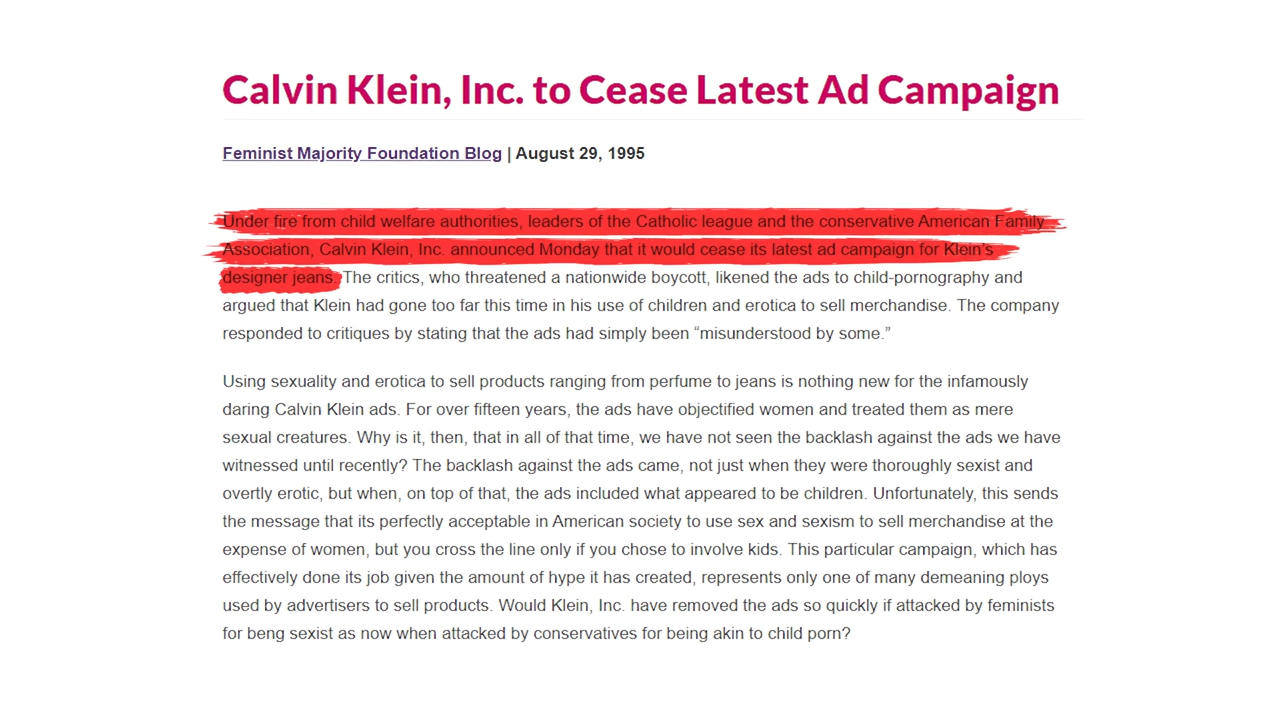 Calvin Klein, Inc. to Cease Latest Ad Campaign
Feminist Majority Foundation Blog | August 29, 1995
Under fire from child welfare authorities, leaders of the Catholic league and the conservative American Family
Association, Calvin Klein, Inc. announced Monday that it would cease its latest ad campaign for Klein's
designer jeans. The critics, who threatened a nationwide boycott, likened the ads to child-pornography and
argued that Klein had gone too far this time in his use of children and erotica to sell merchandise. The company
responded to critiques by stating that the ads had simply been “misunderstood by some.”
Using sexuality and erotica to sell products ranging from perfume to jeans is nothing new for the infamously
daring Calvin Klein ads. For over fifteen years, the ads have objectified women and treated them as mere
sexual creatures. Why is it, then, that in all of that time, we have not seen the backlash against the ads we have
witnessed until recently? The backlash against the ads came, not just when they were thoroughly sexist and
overtly erotic, but when, on top of that, the ads included what appeared to be children. Unfortunately, this sends
the message that its perfectly acceptable in American society to use sex and sexism to sell merchandise at the
expense of women, but you cross the line only if you chose to involve kids. This particular campaign, which has
effectively done its job given the amount of hype it has created, represents only one of many demeaning ploys
used by advertisers to sell products. Would Klein, Inc. have removed the ads so quickly if attacked by feminists
for beng sexist as now when attacked by conservatives for being akin to child porn?